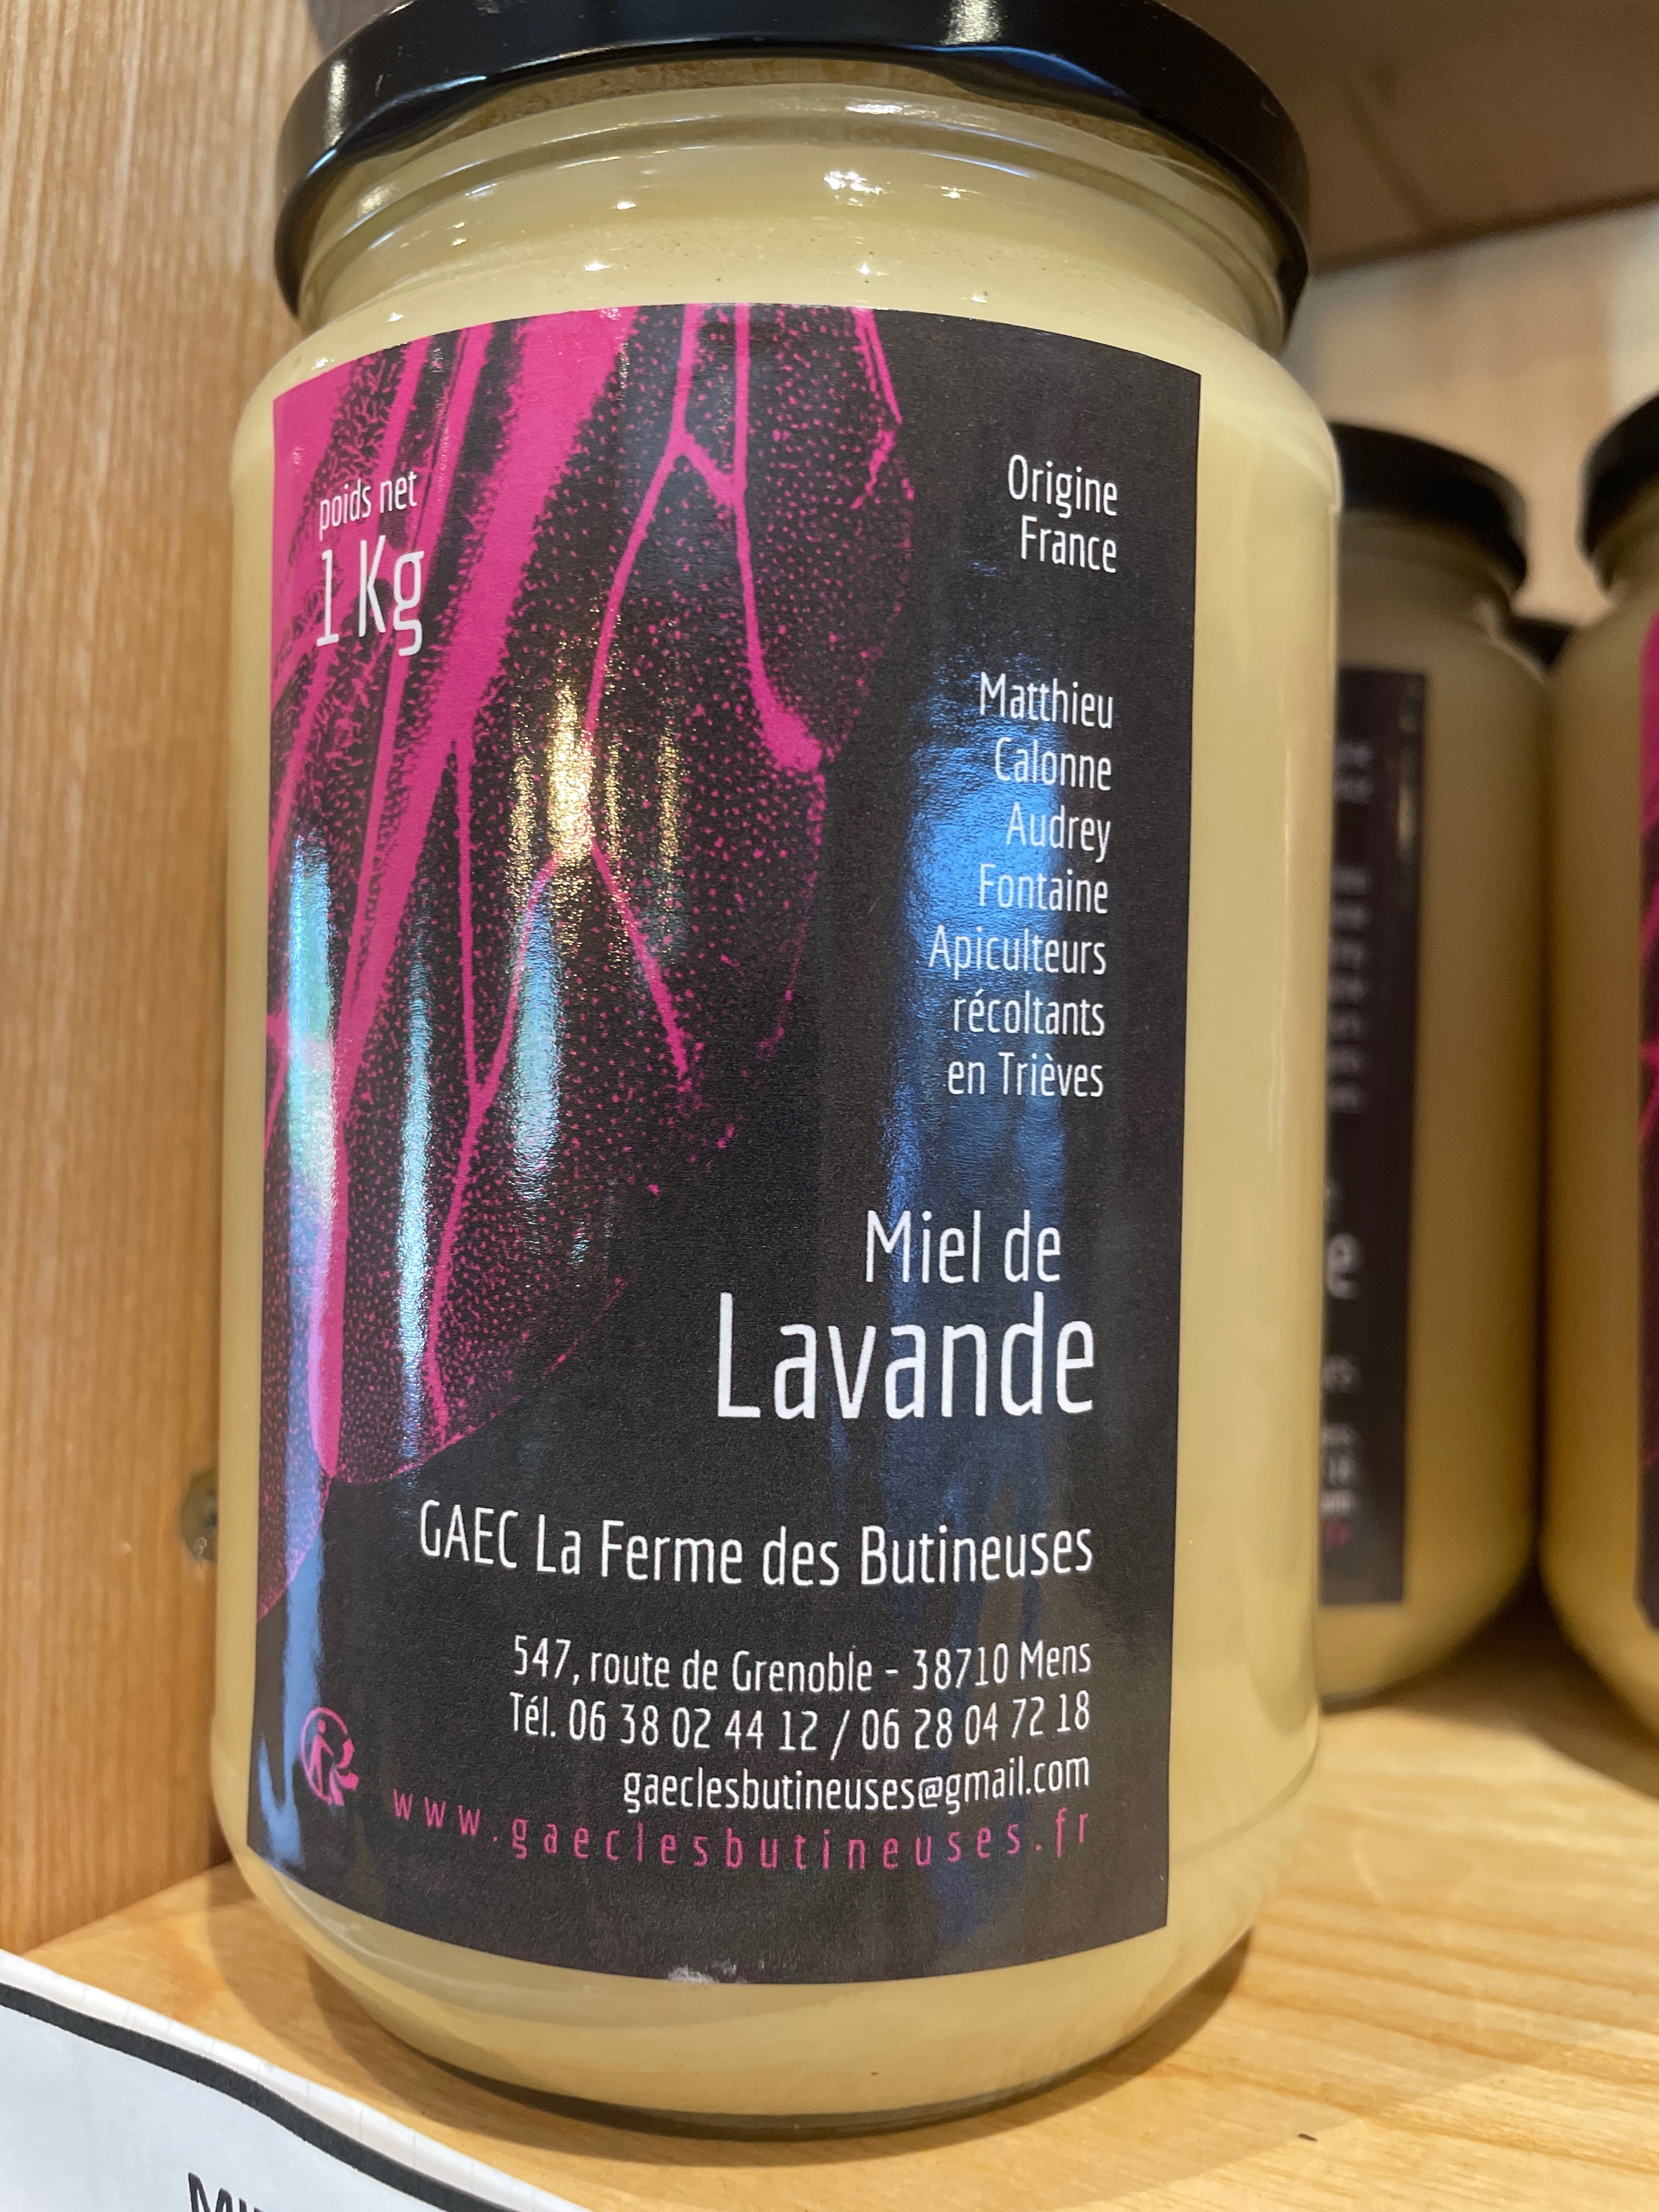 poids net
1 Kg
Origine
France
Matthieu
Calonne
Audrey
Fontaine
Apiculteurs
récoltants
en Trièves
Miel de
Lavande
GAEC La Ferme des Butineuses
547, route de Grenoble - 38710 Mens
Tél. 06 38 02 44 12 / 06 28 04 72 18
gaeclesbutineuses@gmail.com
www.gaeclesbutineuses.fr